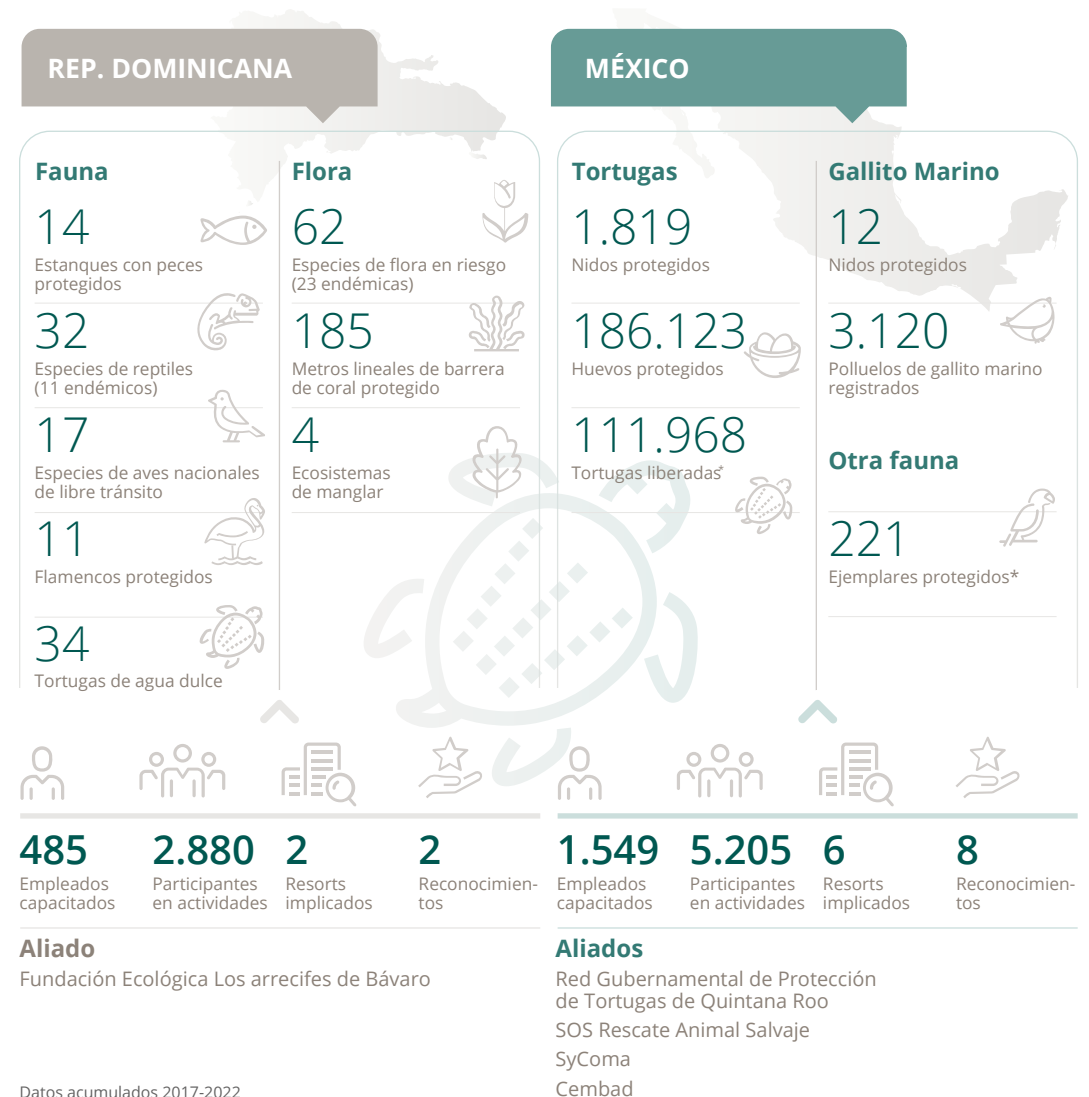 REP. DOMINICANA
Fauna
14
Estanques con peces
protegidos
32
Especies de reptiles
(11 endémicos)
17
Especies de aves nacionales
de libre tránsito
11
Flamencos protegidos
34
Tortugas de agua dulce
Flora
62
Especies de flora en riesgo
(23 endémicas)
185
Metros lineales de barrera
de coral protegido
4
Ecosistemas
de manglar
485
Empleados
capacitados
2.880
Participantes
en actividades
2
Resorts
implicados
2
Reconocimien-
tos
Aliado
Fundación Ecológica Los arrecifes de Bávaro
MÉXICO
Tortugas
1.819
Nidos protegidos
186.123
Huevos protegidos
111.968
Tortugas liberadas*
Gallito Marino
12
Nidos protegidos
3.120
Polluelos de gallito marino
registrados
Otra fauna
221
Ejemplares protegidos*
1.549
Empleados
capacitados
5.205
Participantes
en actividades
6
Resorts
implicados
8
Reconocimien-
tos
Aliados
Red Gubernamental de Protección
de Tortugas de Quintana Roo
SOS Rescate Animal Salvaje
SyComa
Cembad
Datos acumulados 2017-2022